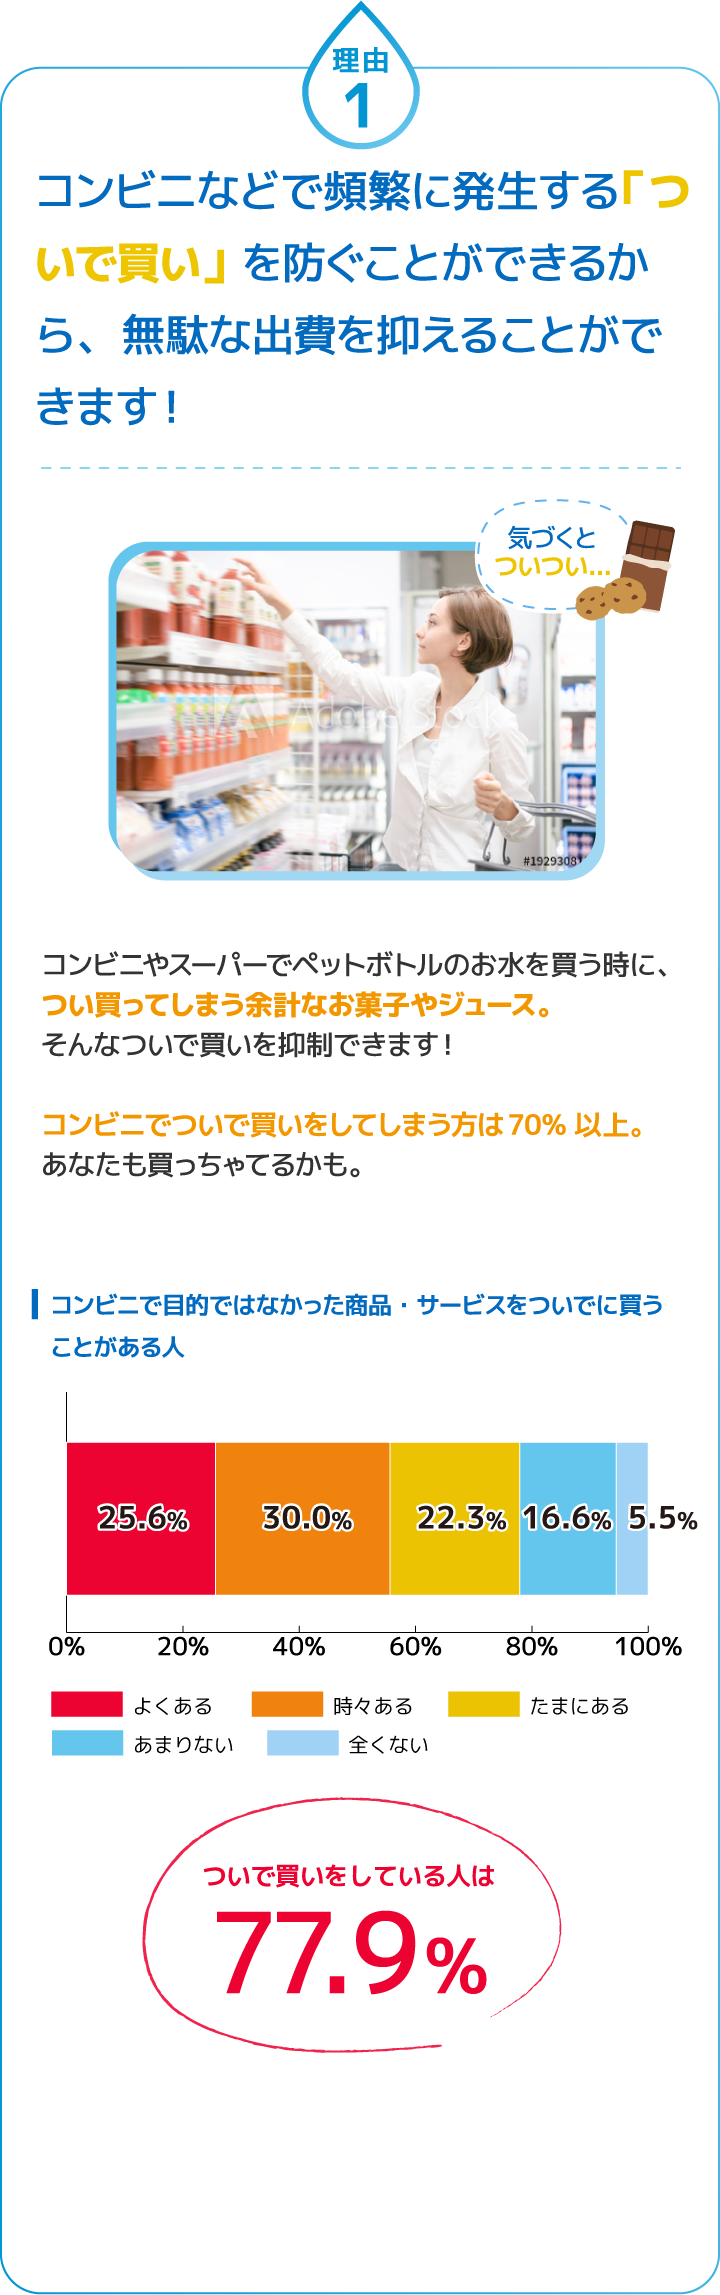 理由
1
コンビニなどで頻繁に発生する「つ
いで買い」を防ぐことができるか
ら、無駄な出費を抑えることがで
きます!
気づくと
ついつい...
Adobe Stock
#1929308
コンビニやスーパーでペットボトルのお水を買う時に、
つい買ってしまう余計なお菓子やジュース。
そんなついで買いを抑制できます!
コンビニでついで買いをしてしまう方は70% 以上。
あなたも買っちゃてるかも。
コンビニで目的ではなかった商品・サービスをついでに買う
ことがある人
25.6% 30.0% 22.3% 16.6% 5.5%
0% 20% 40% 60% 80% 100%
よくある 時々ある たまにある
あまりない 全くない
ついで買いをしている人は
77.9%